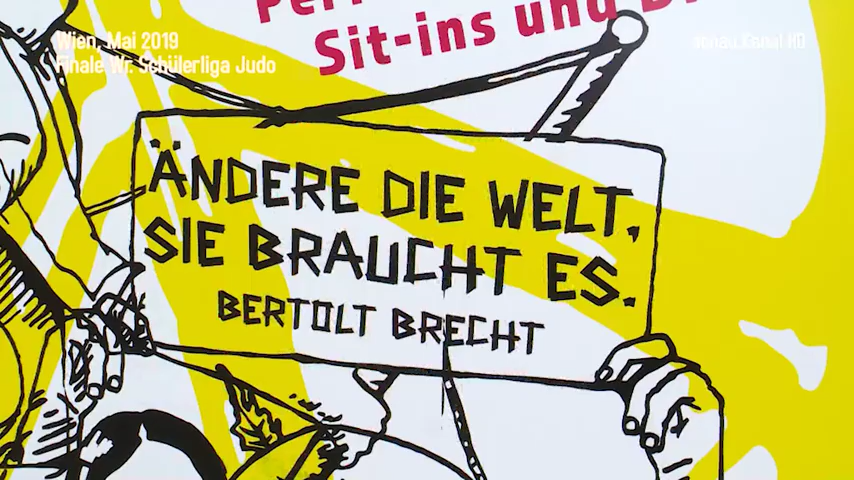 Sit-ins und
Wien, Mai 2019
Finale Wr. Schülerliga Judo
ÄNDERE DIE WELT,
SIE BRAUCHT ES.
BERTOLT BRECHT